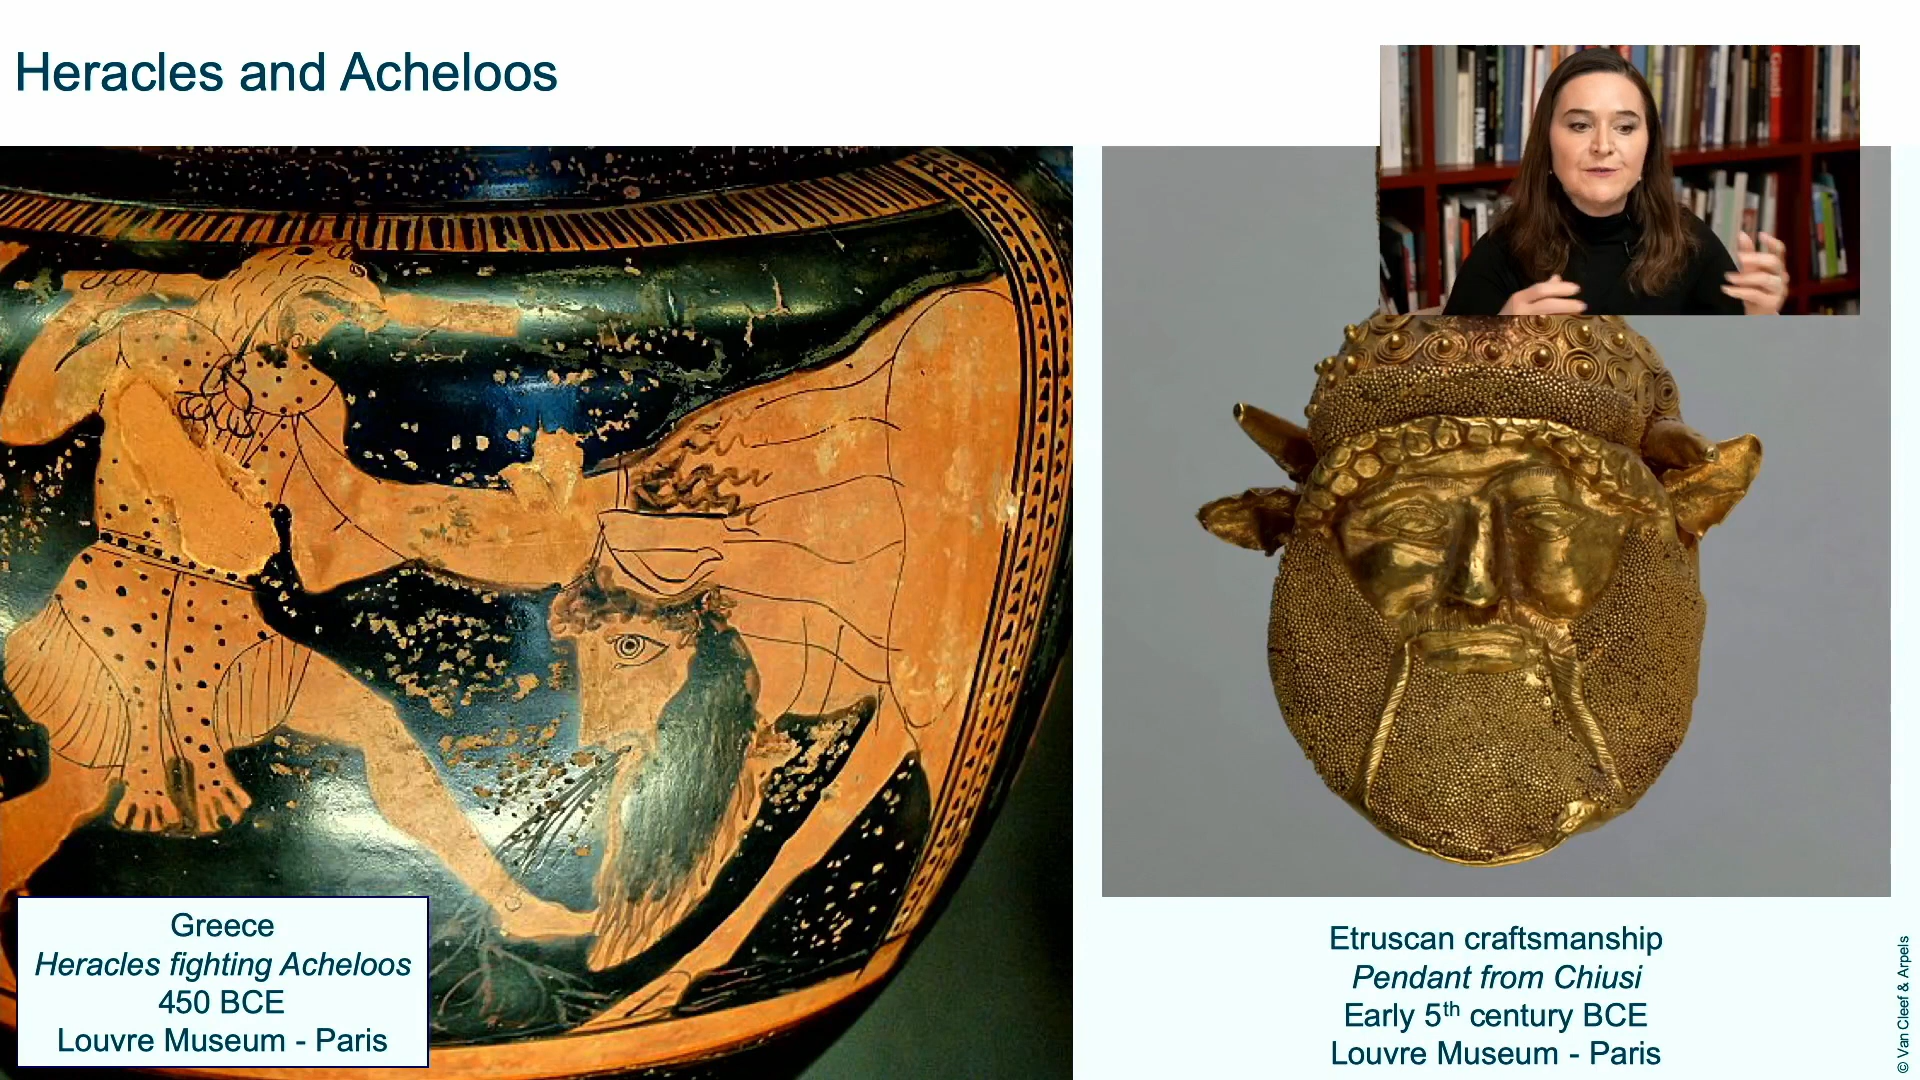 Heracles and Acheloos
Greece
Heracles fighting Acheloos
450 BCE
Louvre Museum - Paris
Etruscan craftsmanship
Pendant from Chiusi
Early 5th century BCE
Louvre Museum - Paris
© Van Cleef & Arpels